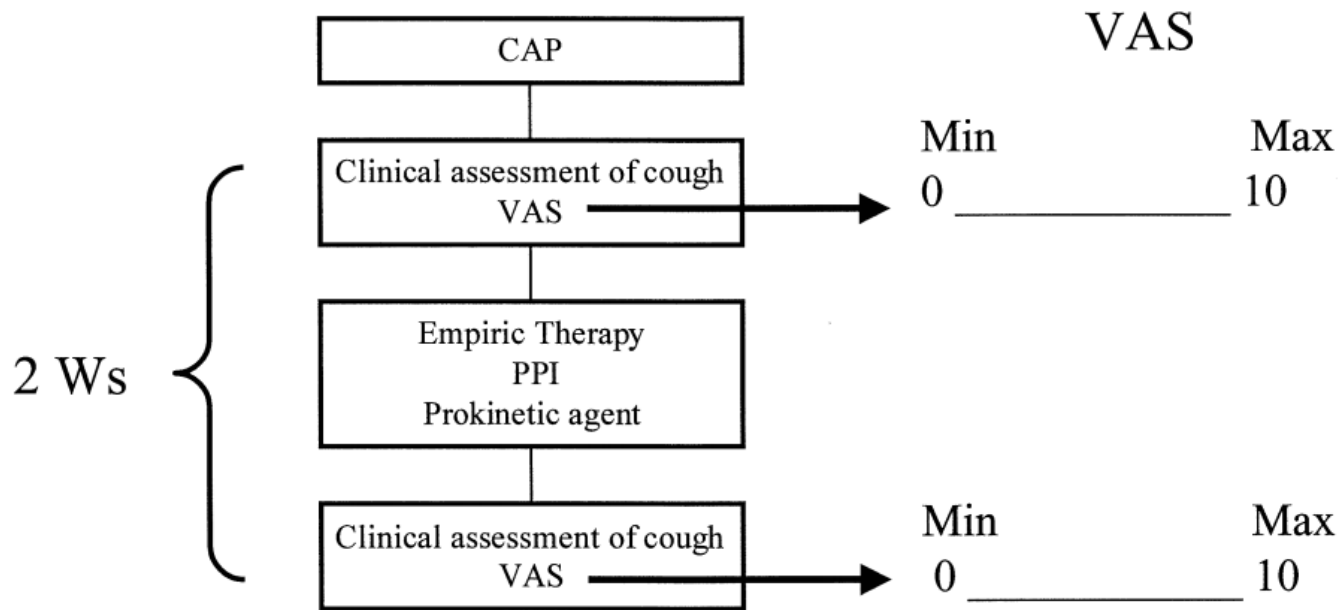 CAP
VAS
Clinical assessment of cough
VAS
Min Max
0 10
2 Ws
Empiric Therapy
PPI
Prokinetic agent
Clinical assessment of cough
VAS
Min Max
0 10